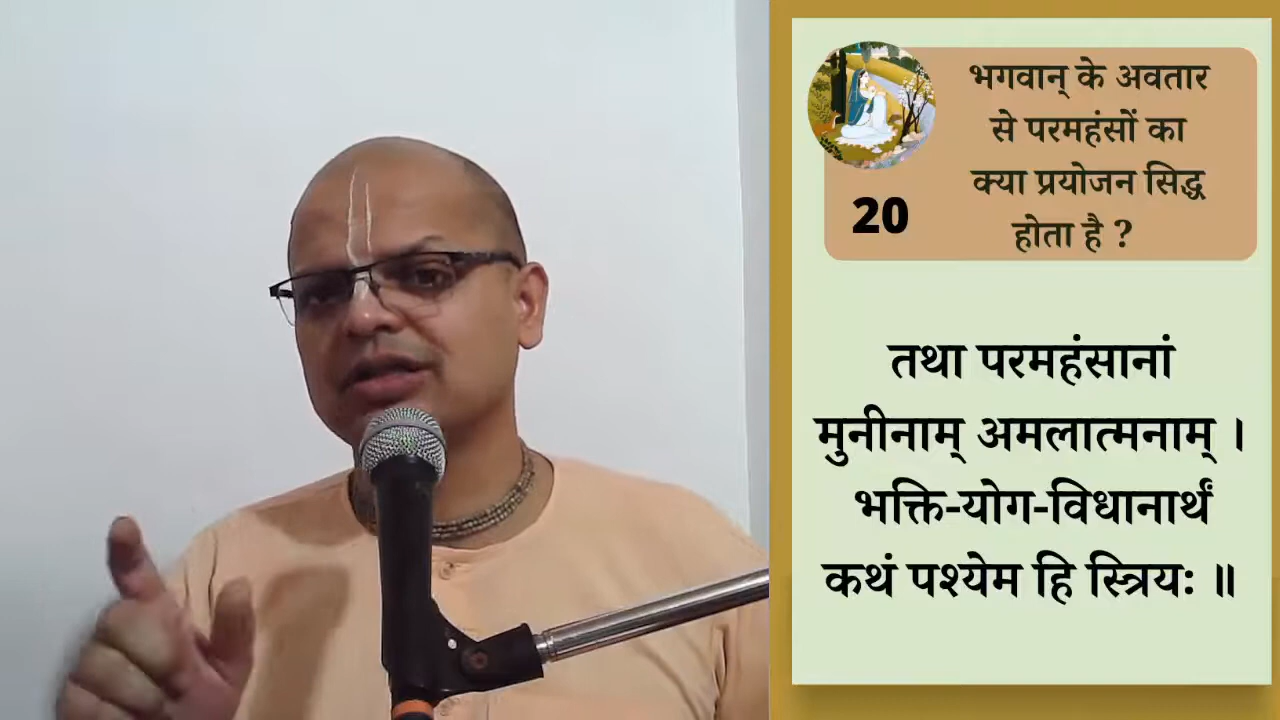 भगवान् के अवतार
से परमहंसों का
क्या प्रयोजन सिद्ध
होता है ?
20
तथा परमहंसानां
मुनीनाम् अमलात्मनाम् ।
भक्ति-योग-विधानार्थं
कथं पश्येम हि स्त्रियः ॥